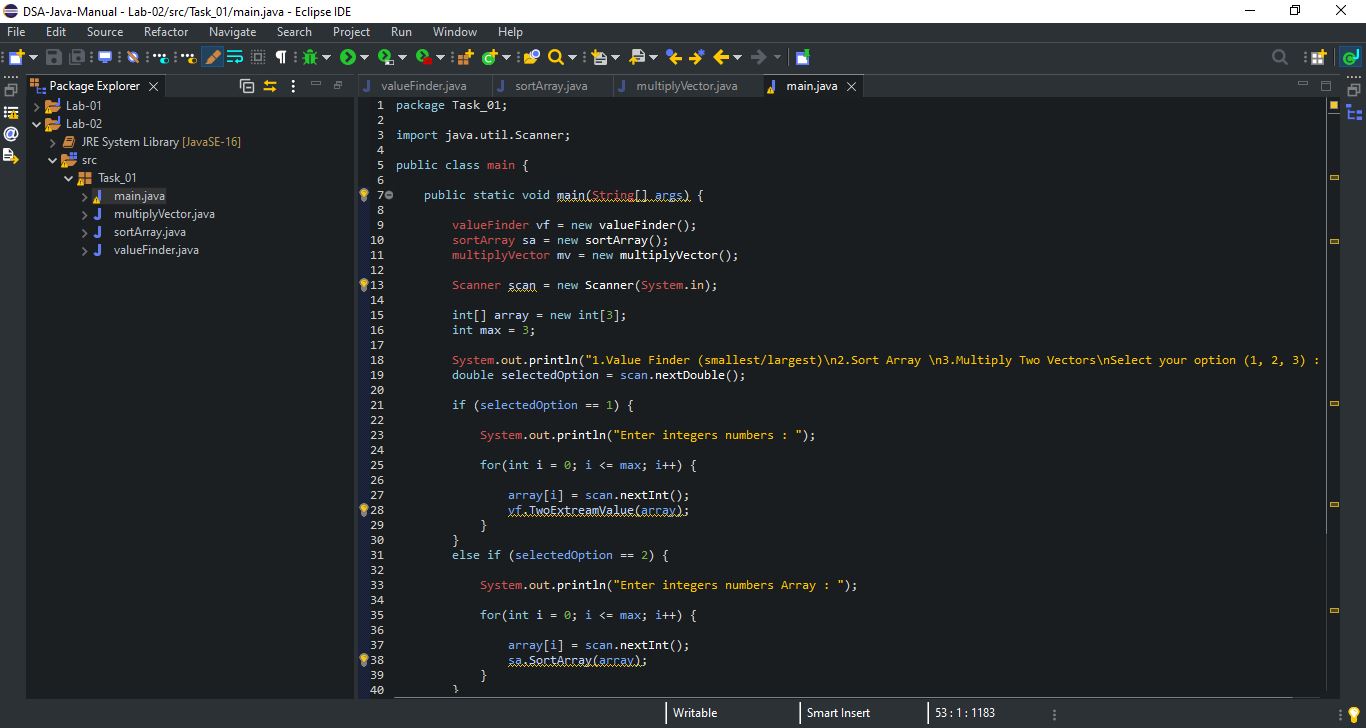 DSA-Java-Manual - Lab-02/src/Task_01/main.java - Eclipse IDE
File Edit Source Refactor Navigate Search Project Run Window Help
Package Explorer
valueFinder.java sortArray.java multiplyVector.java main.java
Lab-01
Lab-02
JRE System Library [JavaSE-16]
src
Task_01
main.java
multiplyVector.java
sortArray.java
valueFinder.java
1 package Task_01;
2
3 import java.util.Scanner;
4
5 public class main {
6
7 public static void main(String[] args) {
8
9 valueFinder vf = new valueFinder();
10 sortArray sa = new sortArray();
11 multiplyVector mv = new multiplyVector();
12
13 Scanner scan = new Scanner(System.in);
14
15 int[] array = new int[3];
16 int max = 3;
17
18 System.out.println("1.Value Finder (smallest/largest)\n2.Sort Array \n3.Multiply Two Vectors\nSelect your option (1, 2, 3) :
19 double selectedOption = scan.nextDouble();
20
21 if (selectedOption == 1) {
22
23 System.out.println("Enter integers numbers : ");
24
25 for(int i = 0; i <= max; i++) {
26
27 array[i] = scan.nextInt();
28 vf.TwoExtreamValue(array);
29 }
30 }
31 else if (selectedOption == 2) {
32
33 System.out.println("Enter integers numbers Array : ");
34
35 for(int i = 0; i <= max; i++) {
36
37 array[i] = scan.nextInt();
38 sa.SortArray(array);
39 }
40 }
Writable Smart Insert 53 : 1 : 1183